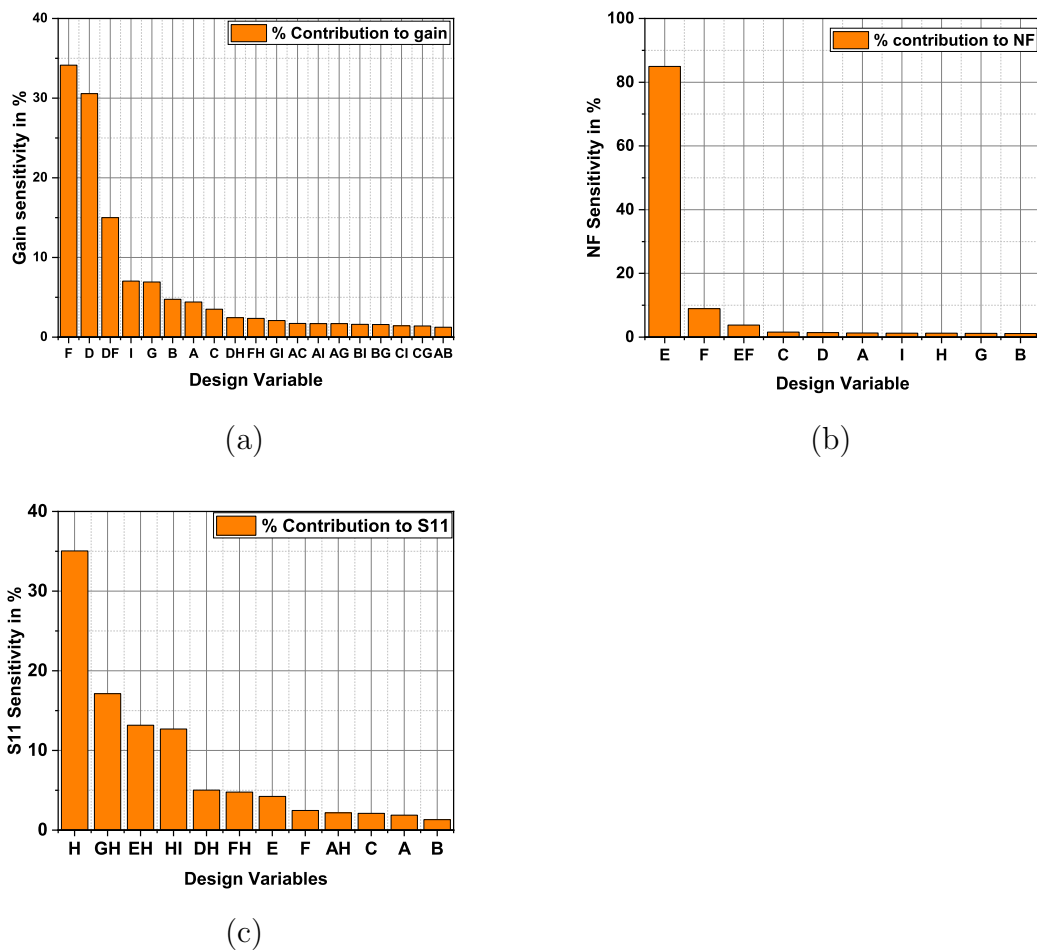 % Contribution to gain
Gain sensitivity in %
40
30
20
10
0
F D DF I G B A C DH FH GI AC AI AG BI BG CI CG AB
Design Variable
(a)
% contribution to NF
NF Sensitivity in %
100
80
60
40
20
0
E F EF C D A I H G B
Design Variable
(b)
% Contribution to S11
S11 Sensitivity in %
40
30
20
10
0
H GH EH HI DH FH E F AH C A B
Design Variables
(c)